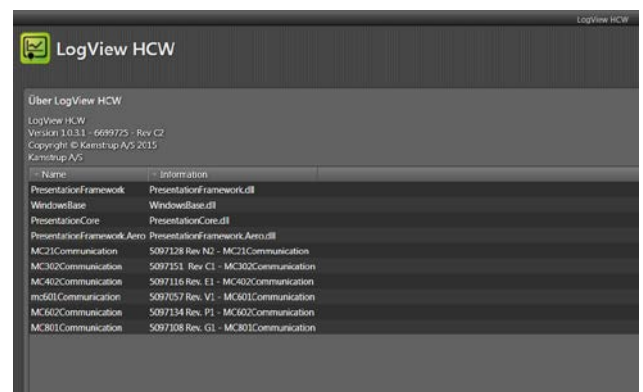 LogView HCW
LogView HCW
Über LogView HCW
LogView HCW
Version 1.0.3.1 - 6699725 - Rev C2
Copyright © Kamstrup A/S 2015
Kamstrup A/S
Name Information
PresentationFramework PresentationFramework.dll
WindowsBase WindowsBase.dll
PresentationCore PresentationCore.dll
PresentationFramework.Aero PresentationFramework.Aero.dll
MC21Communication 5097128 Rev N2 - MC21Communication
MC302Communication 5097151 Rev C1 - MC302Communication
MC402Communication 5097116 Rev. E1 - MC402Communication
mc601Communication 5097057 Rev. V1 - MC601Communication
MC602Communication 5097134 Rev. P1 - MC602Communication
MC801Communication 5097108 Rev. G1 - MC801Communication